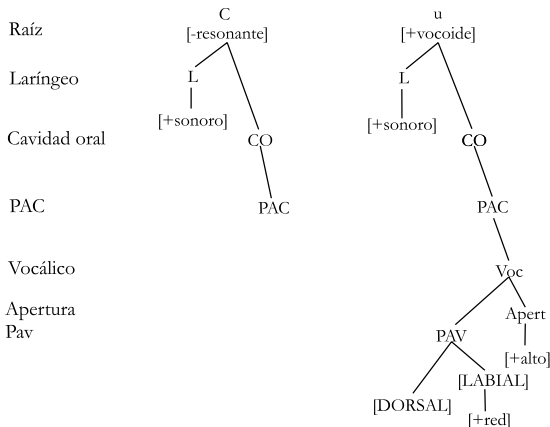 C u
Raíz [-resonante] [+vocoide]
Laríngeo L L
[+sonoro] [+sonoro]
Cavidad oral CO CO
PAC PAC PAC
Vocálico Voc
Apertura Apert
Pav PAV
[+alto]
[LABIAL]
[DORSAL]
[+red]